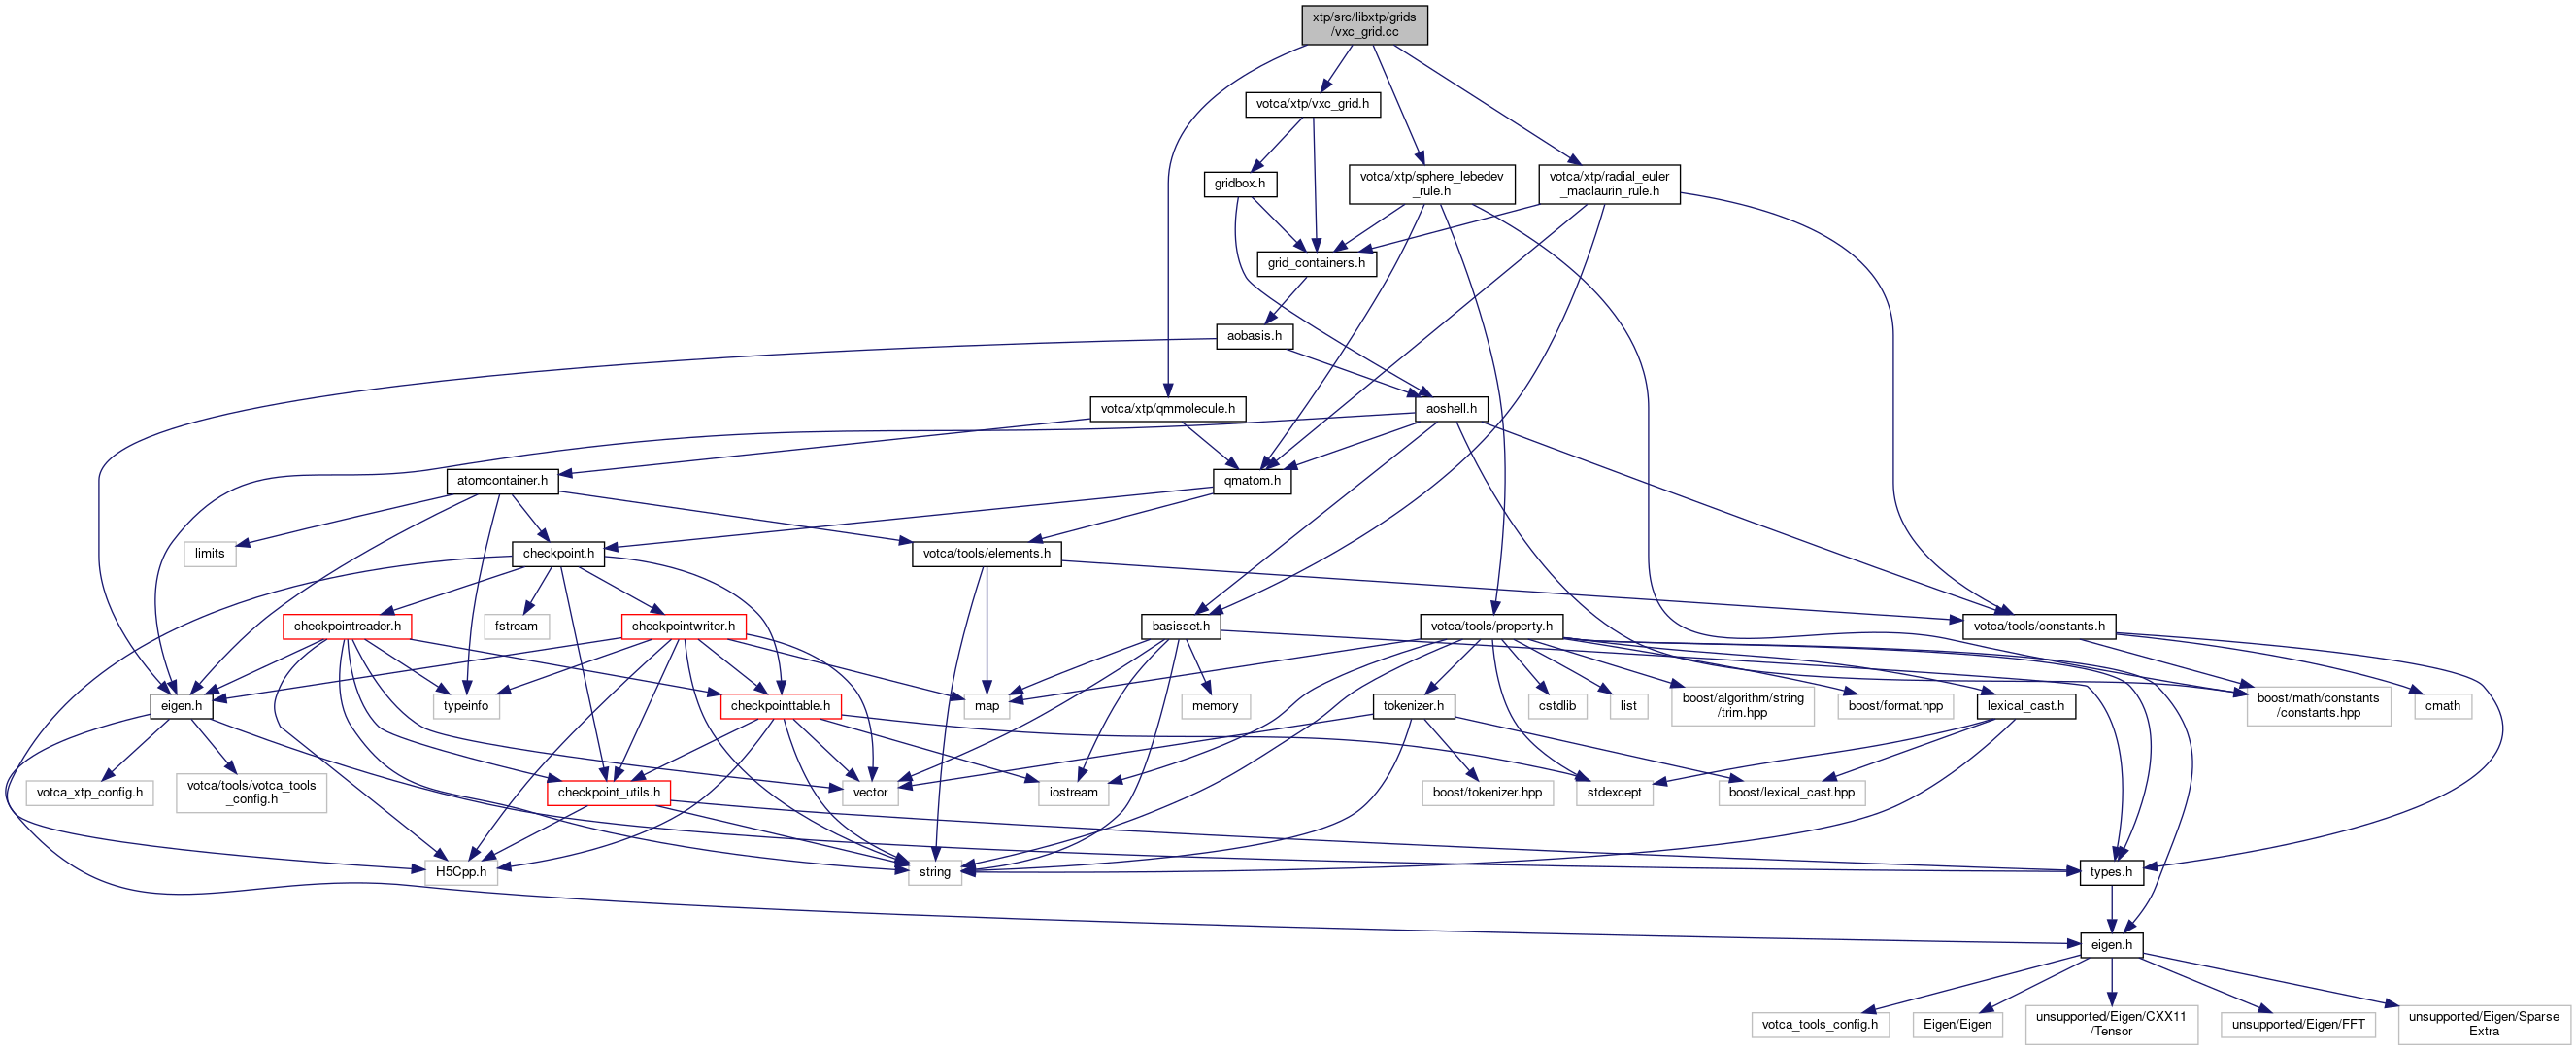 xtp/src/libxtp/grids
/vxc_grid.cc
votca/xtp/vxc_grid.h
gridbox.h
votca/xtp/sphere_lebedev
_rule.h
votca/xtp/radial_euler
_maclaurin_rule.h
grid_containers.h
aobasis.h
votca/xtp/qmmolecule.h
aoshell.h
atomcontainer.h
qmatom.h
limits
checkpoint.h
votca/tools/elements.h
checkpointreader.h
fstream
checkpointwriter.h
basisset.h
votca/tools/property.h
votca/tools/constants.h
eigen.h
typeinfo
checkpointtable.h
map
memory
tokenizer.h
cstdlib
list
boost/algorithm/string
/trim.hpp
boost/format.hpp
lexical_cast.h
boost/math/constants
/constants.hpp
cmath
votca_xtp_config.h
votca/tools/votca_tools
_config.h
checkpoint_utils.h
vector
iostream
boost/tokenizer.hpp
stdexcept
boost/lexical_cast.hpp
H5Cpp.h
string
types.h
eigen.h
votca_tools_config.h
Eigen/Eigen
unsupported/Eigen/CXX11
/Tensor
unsupported/Eigen/FFT
unsupported/Eigen/Sparse
Extra